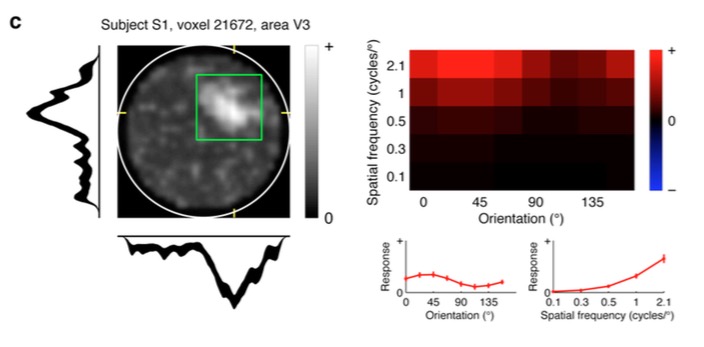 c
Subject S1, voxel 21672, area V3
+
0
Spatial frequency (cycles/°)
2.1
1
0.5
0.3
0.1
0 45 90 135
Orientation (°)
+
0
–
Response
+
0
0 45 90 135
Orientation (°)
Response
+
0
0.1 0.3 0.5 1 2.1
Spatial frequency (cycles/°)